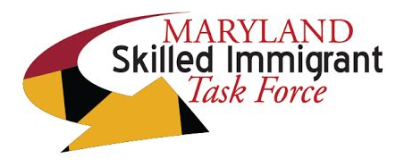 MARYLAND
Skilled Immigrant
Task Force